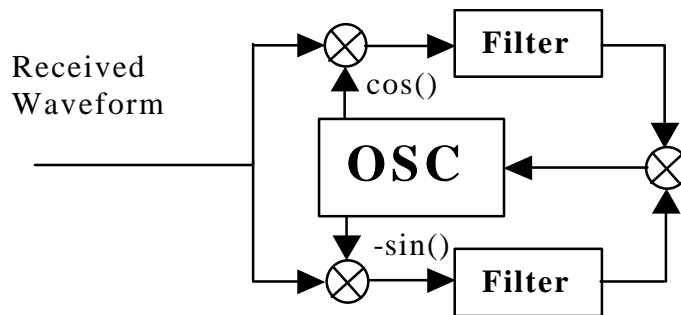 Received
Waveform
Filter
cos()
OSC
-sin()
Filter